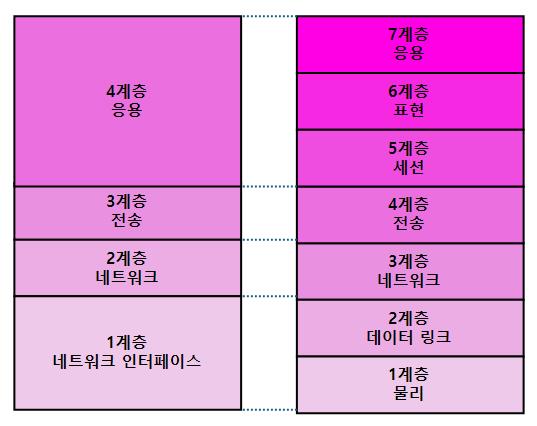 4계층
응용
3계층
전송
2계층
네트워크
1계층
네트워크 인터페이스
7계층
응용
6계층
표현
5계층
세션
4계층
전송
3계층
네트워크
2계층
데이터 링크
1계층
물리